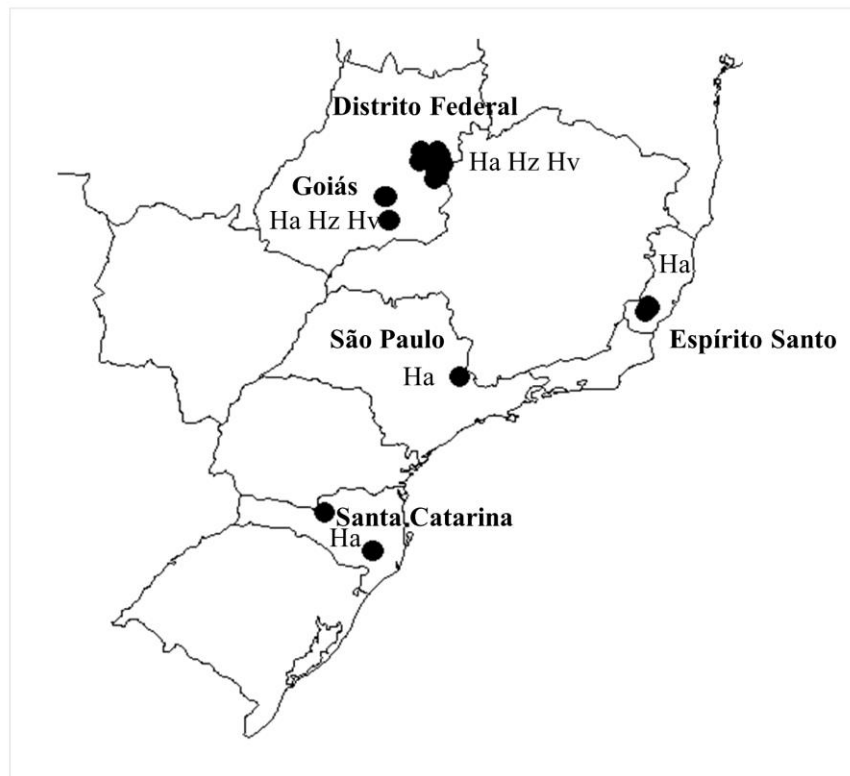 Distrito Federal
Ha Hz Hv
Goiás
Ha Hz Hv
Ha
São Paulo
Espírito Santo
Ha
Santa Catarina
Ha